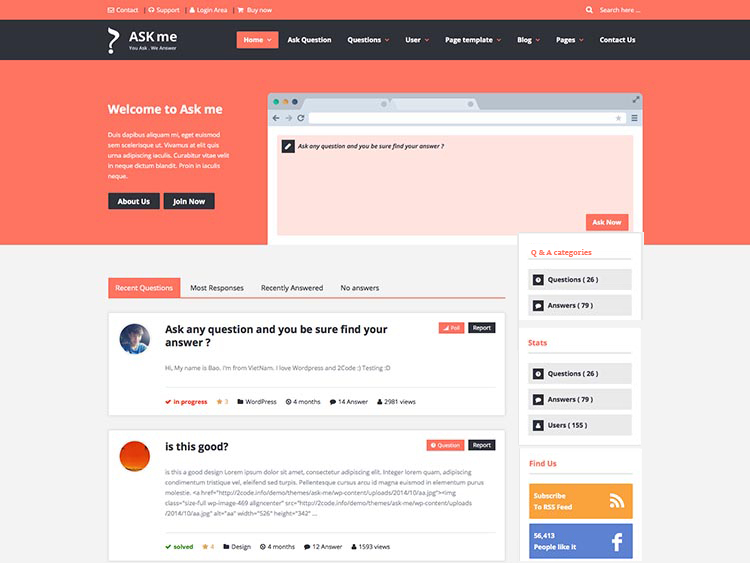 Contact | Support | Login Area | Buy now
Search here ...
ASK me
You Ask , We Answer
Home Ask Question Questions User Page template Blog Pages Contact Us
Welcome to Ask me
Duis dapibus aliquam mi, eget euismod
sem scelerisque ut. Vivamus at elit quis
urna adipiscing iaculis. Curabitur vitae velit
in neque dictum blandit. Proin in iaculis
neque.
About Us Join Now
Ask any question and you be sure find your answer ?
Ask Now
Q & A categories
Questions ( 26 )
Answers ( 79 )
Recent Questions Most Responses Recently Answered No answers
Ask any question and you be sure find your
answer ?
Poll Report
Hi, My name is Bao. I'm from VietNam. I love Wordpress and 2Code :) Testing :D
in progress 3 WordPress 4 months 14 Answer 2981 views
is this good?
Question Report
is this a good design Lorem ipsum dolor sit amet, consectetur adipiscing elit. Integer lorem quam, adipiscing
condimentum tristique vel, eleifend sed turpis. Pellentesque cursus arcu id magna euismod in elementum purus
molestie. <a href="http://2code.info/demo/themes/ask-me/wp-content/uploads/2014/10/aa.jpg"><img
class="size-full wp-image-469 aligncenter" src="http://2code.info/demo/themes/ask-me/wp-content/uploads
/2014/10/aa.jpg" alt="aa" width="526" height="342" ...
solved 4 Design 4 months 12 Answer 1593 views
Stats
Questions ( 26 )
Answers ( 79 )
Users ( 155 )
Find Us
Subscribe
To RSS Feed
56,413
People like it